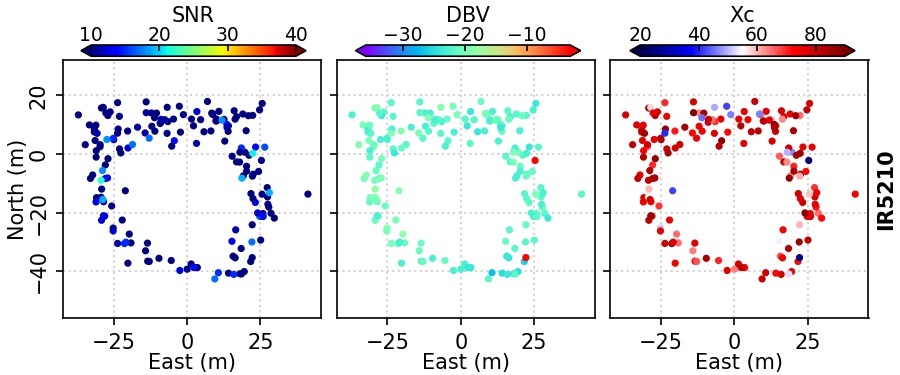 SNR DBV Xc
10 20 30 40 −30 −20 −10 20 40 60 80
20
0
−20
−40
North (m)
IR5210
−25 0 25 −25 0 25 −25 0 25
East (m) East (m) East (m)